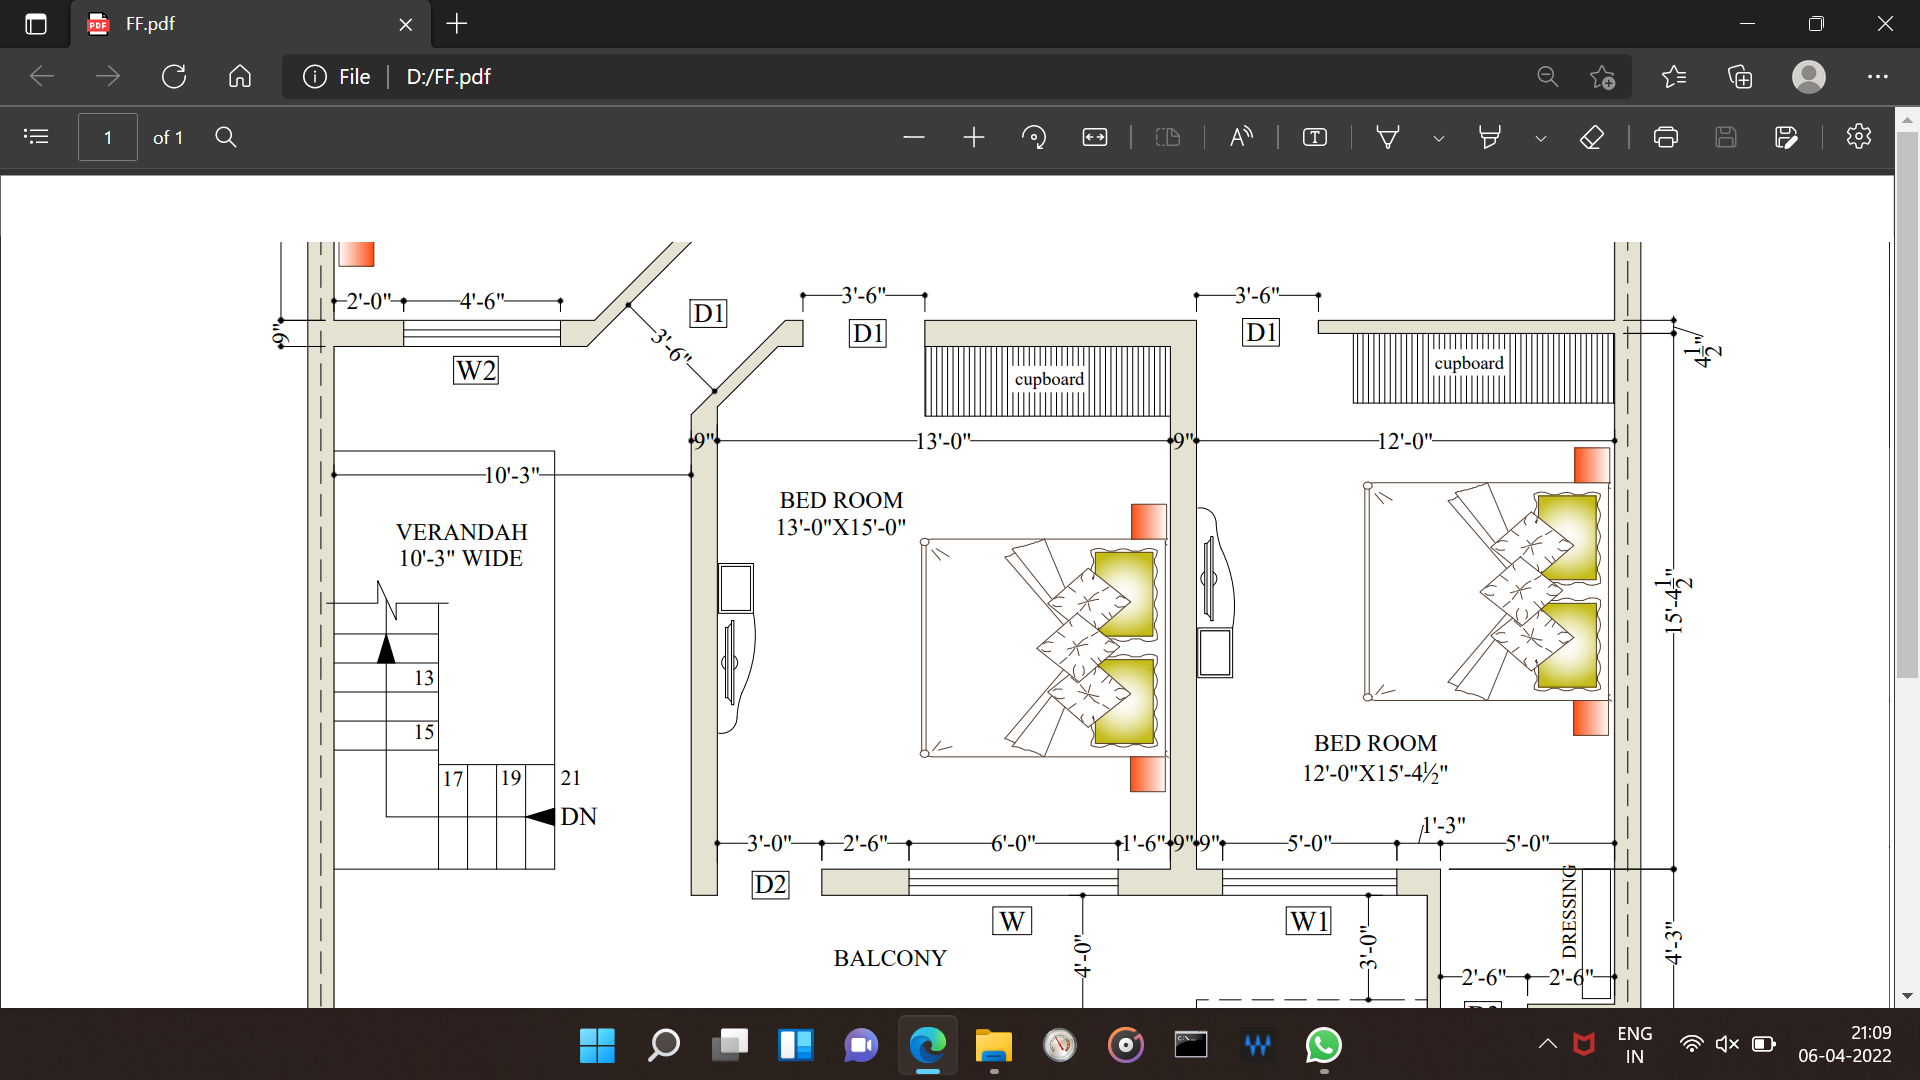 FF.pdf
File D:/FF.pdf
1 of 1
2'-0" 4'-6" 3'-6" 3'-6"
D1 D1 D1
9" 3'-6" 4 1/2"
W2 cupboard cupboard
9" 13'-0" 9" 12'-0"
10'-3"
BED ROOM
13'-0"X15'-0"
VERANDAH
10'-3" WIDE
15'-4 1/2"
13
15
17 19 21
DN
BED ROOM
12'-0"X15'-4½"
3'-0" 2'-6" 6'-0" 1'-6" 9" 9" 5'-0" 1'-3" 5'-0"
D2 DRESSING
W W1
BALCONY 4'-0" 3'-0" 4'-3"
2'-6" 2'-6"
ENG
IN
21:09
06-04-2022